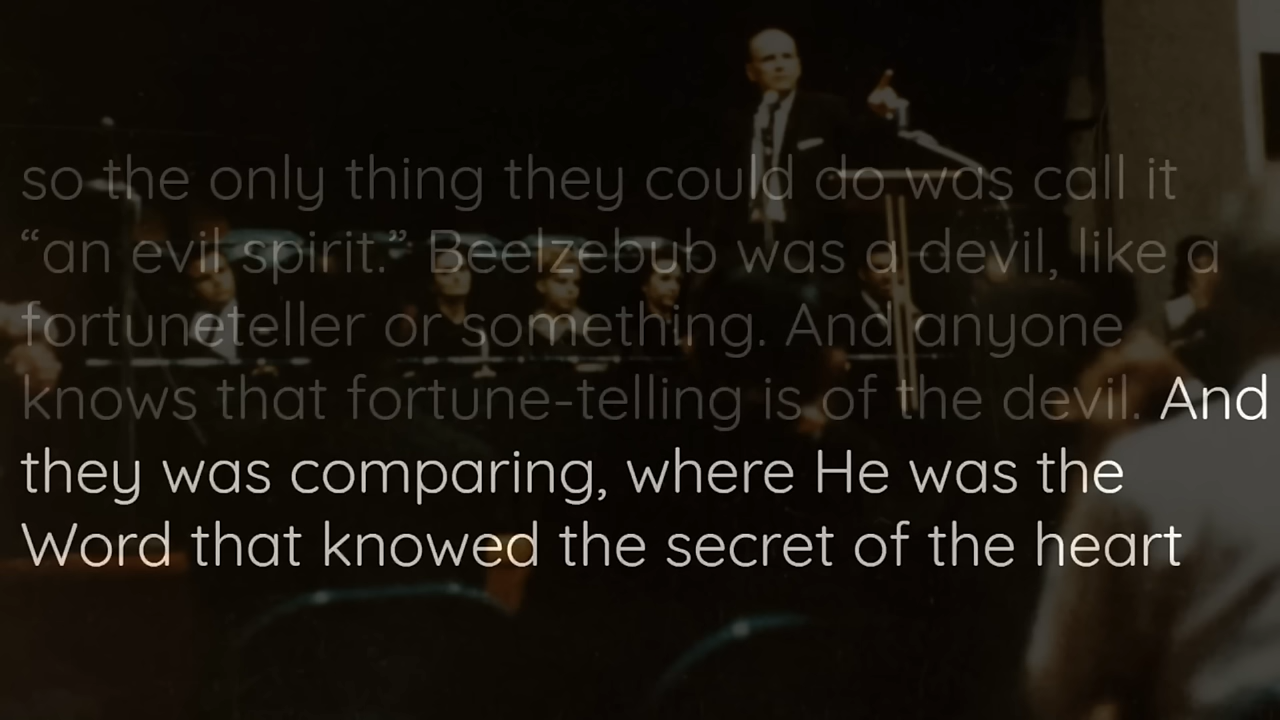 so the only thing they could do was call it
“an evil spirit.” Beelzebub was a devil, like a
fortuneteller or something. And anyone
knows that fortune-telling is of the devil. And
they was comparing, where He was the
Word that knowed the secret of the heart